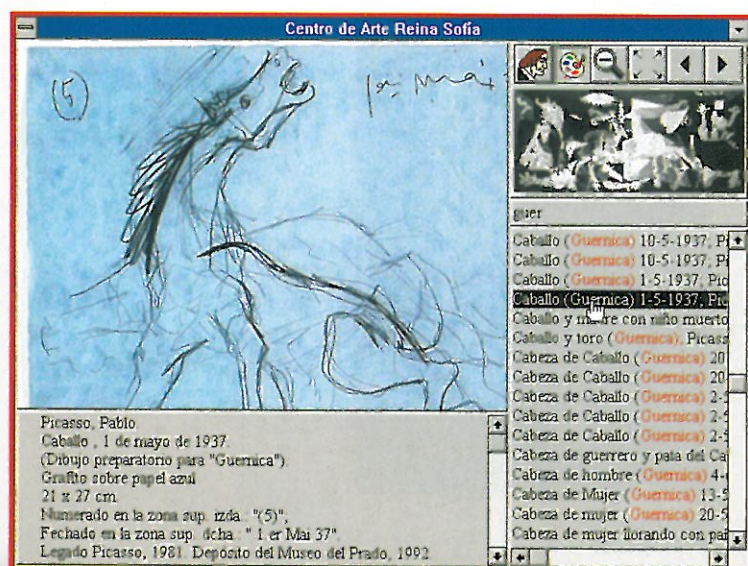 Centro de Arte Reina Sofía
(5)
guer
Caballo (Guernica) 10-5-1937, Pi
Caballo (Guernica) 10-5-1937, Pi
Caballo (Guernica) 1-5-1937, Pic
Caballo (Guernica) 1-5-1937, Pic
Caballo y madre con niño muerto
Caballo y toro (Guernica), Picass
Cabeza de Caballo (Guernica) 20
Cabeza de Caballo (Guernica) 20-
Cabeza de Caballo (Guernica) 2-5
Cabeza de Caballo (Guernica) 2-5
Cabeza de Caballo (Guernica) 2-5
Cabeza de guerrero y pata del Ca
Cabeza de hombre (Guernica) 4-
Cabeza de Mujer (Guernica) 13-5
Cabeza de mujer (Guernica) 20-5
Cabeza de mujer llorando con pañ
Picasso, Pablo
Caballo , 1 de mayo de 1937.
(Dibujo preparatorio para "Guernica").
Grafito sobre papel azul
21 x 27 cm
Numerado en la zona sup. izda.: "(5)",
Fechado en la zona sup. dcha.: " 1.er Mai 37".
Legado Picasso, 1981. Depósito del Museo del Prado, 1992